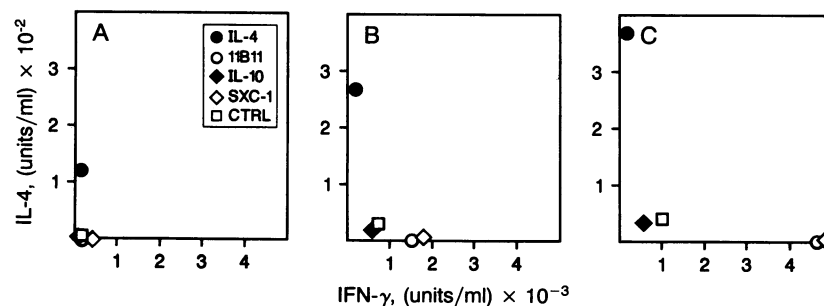 A
B
C
IL-4
11B11
IL-10
SXC-1
CTRL
IL-4, (units/ml) × 10⁻²
3
2
1
3
2
1
3
2
1
1 2 3 4
1 2 3 4
1 2 3 4
IFN-γ, (units/ml) × 10⁻³